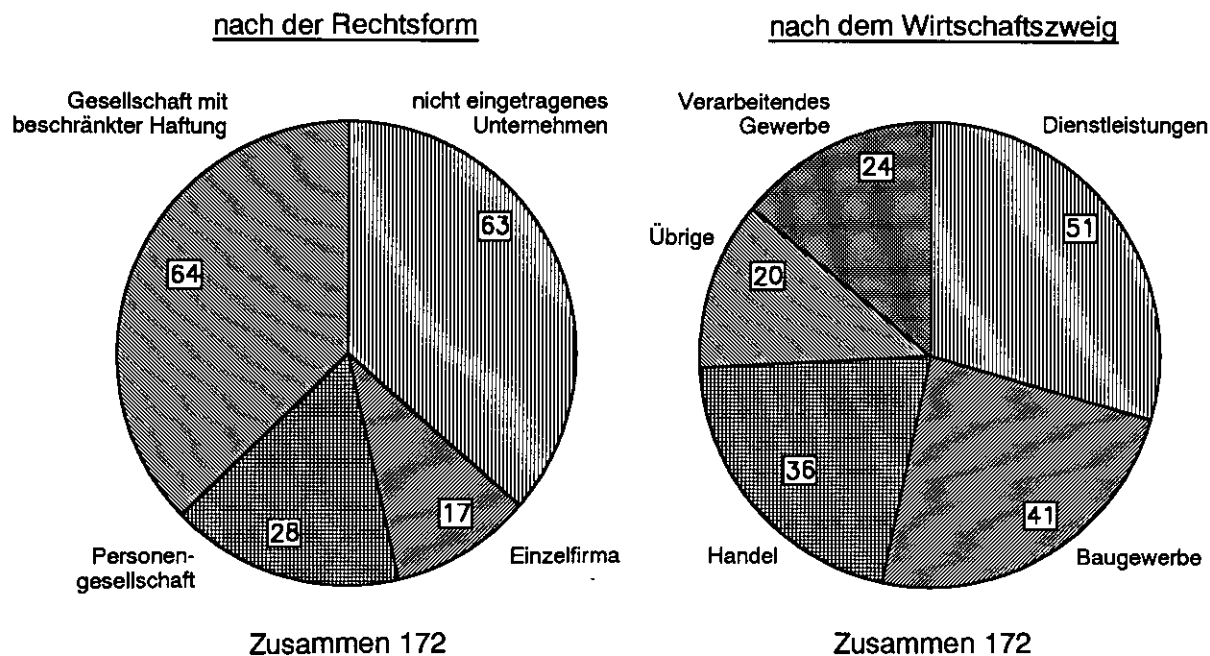 nach der Rechtsform
Gesellschaft mit
beschränkter Haftung
nicht eingetragenes
Unternehmen
63
64
28
17
Personen-
gesellschaft
Einzelfirma
Zusammen 172
nach dem Wirtschaftszweig
Verarbeitendes
Gewerbe
Dienstleistungen
24
51
Übrige
20
36
41
Handel
Baugewerbe
Zusammen 172